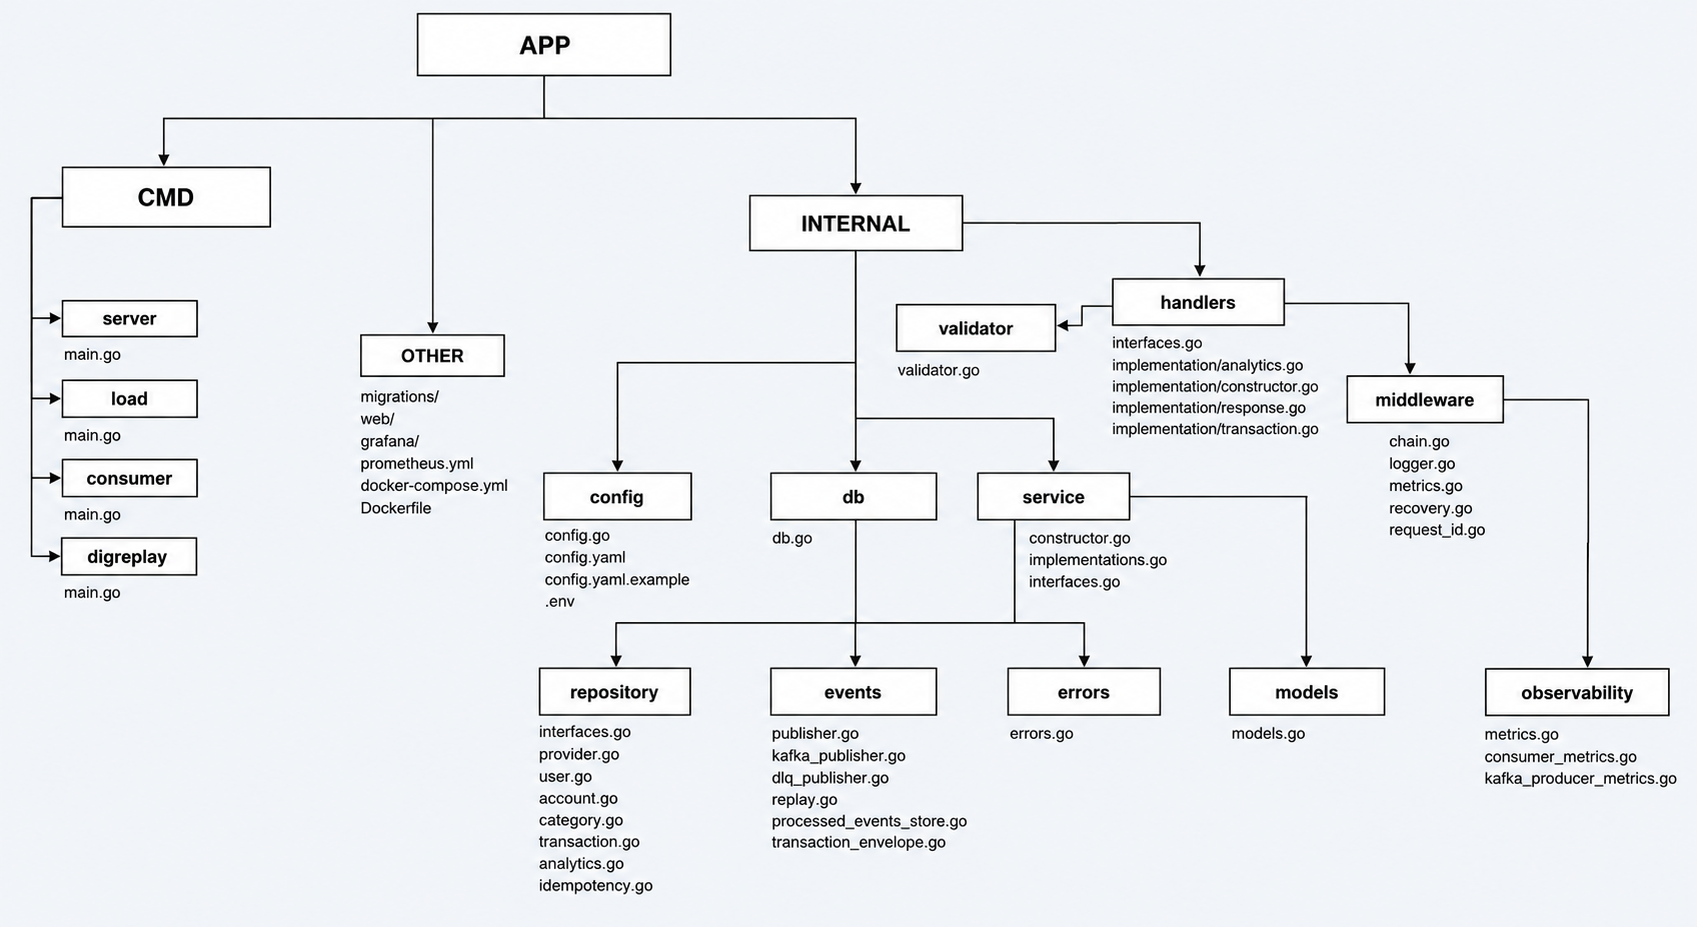 APP
CMD
server
main.go
load
main.go
consumer
main.go
digreplay
main.go
OTHER
migrations/
web/
grafana/
prometheus.yml
docker-compose.yml
Dockerfile
INTERNAL
handlers
interfaces.go
implementation/analytics.go
implementation/constructor.go
implementation/response.go
implementation/transaction.go
validator
validator.go
middleware
chain.go
logger.go
metrics.go
recovery.go
request_id.go
config
config.go
config.yaml
config.yaml.example
.env
db
db.go
service
constructor.go
implementations.go
interfaces.go
repository
interfaces.go
provider.go
user.go
account.go
category.go
transaction.go
analytics.go
idempotency.go
events
publisher.go
kafka_publisher.go
dlq_publisher.go
replay.go
processed_events_store.go
transaction_envelope.go
errors
errors.go
models
models.go
observability
metrics.go
consumer_metrics.go
kafka_producer_metrics.go